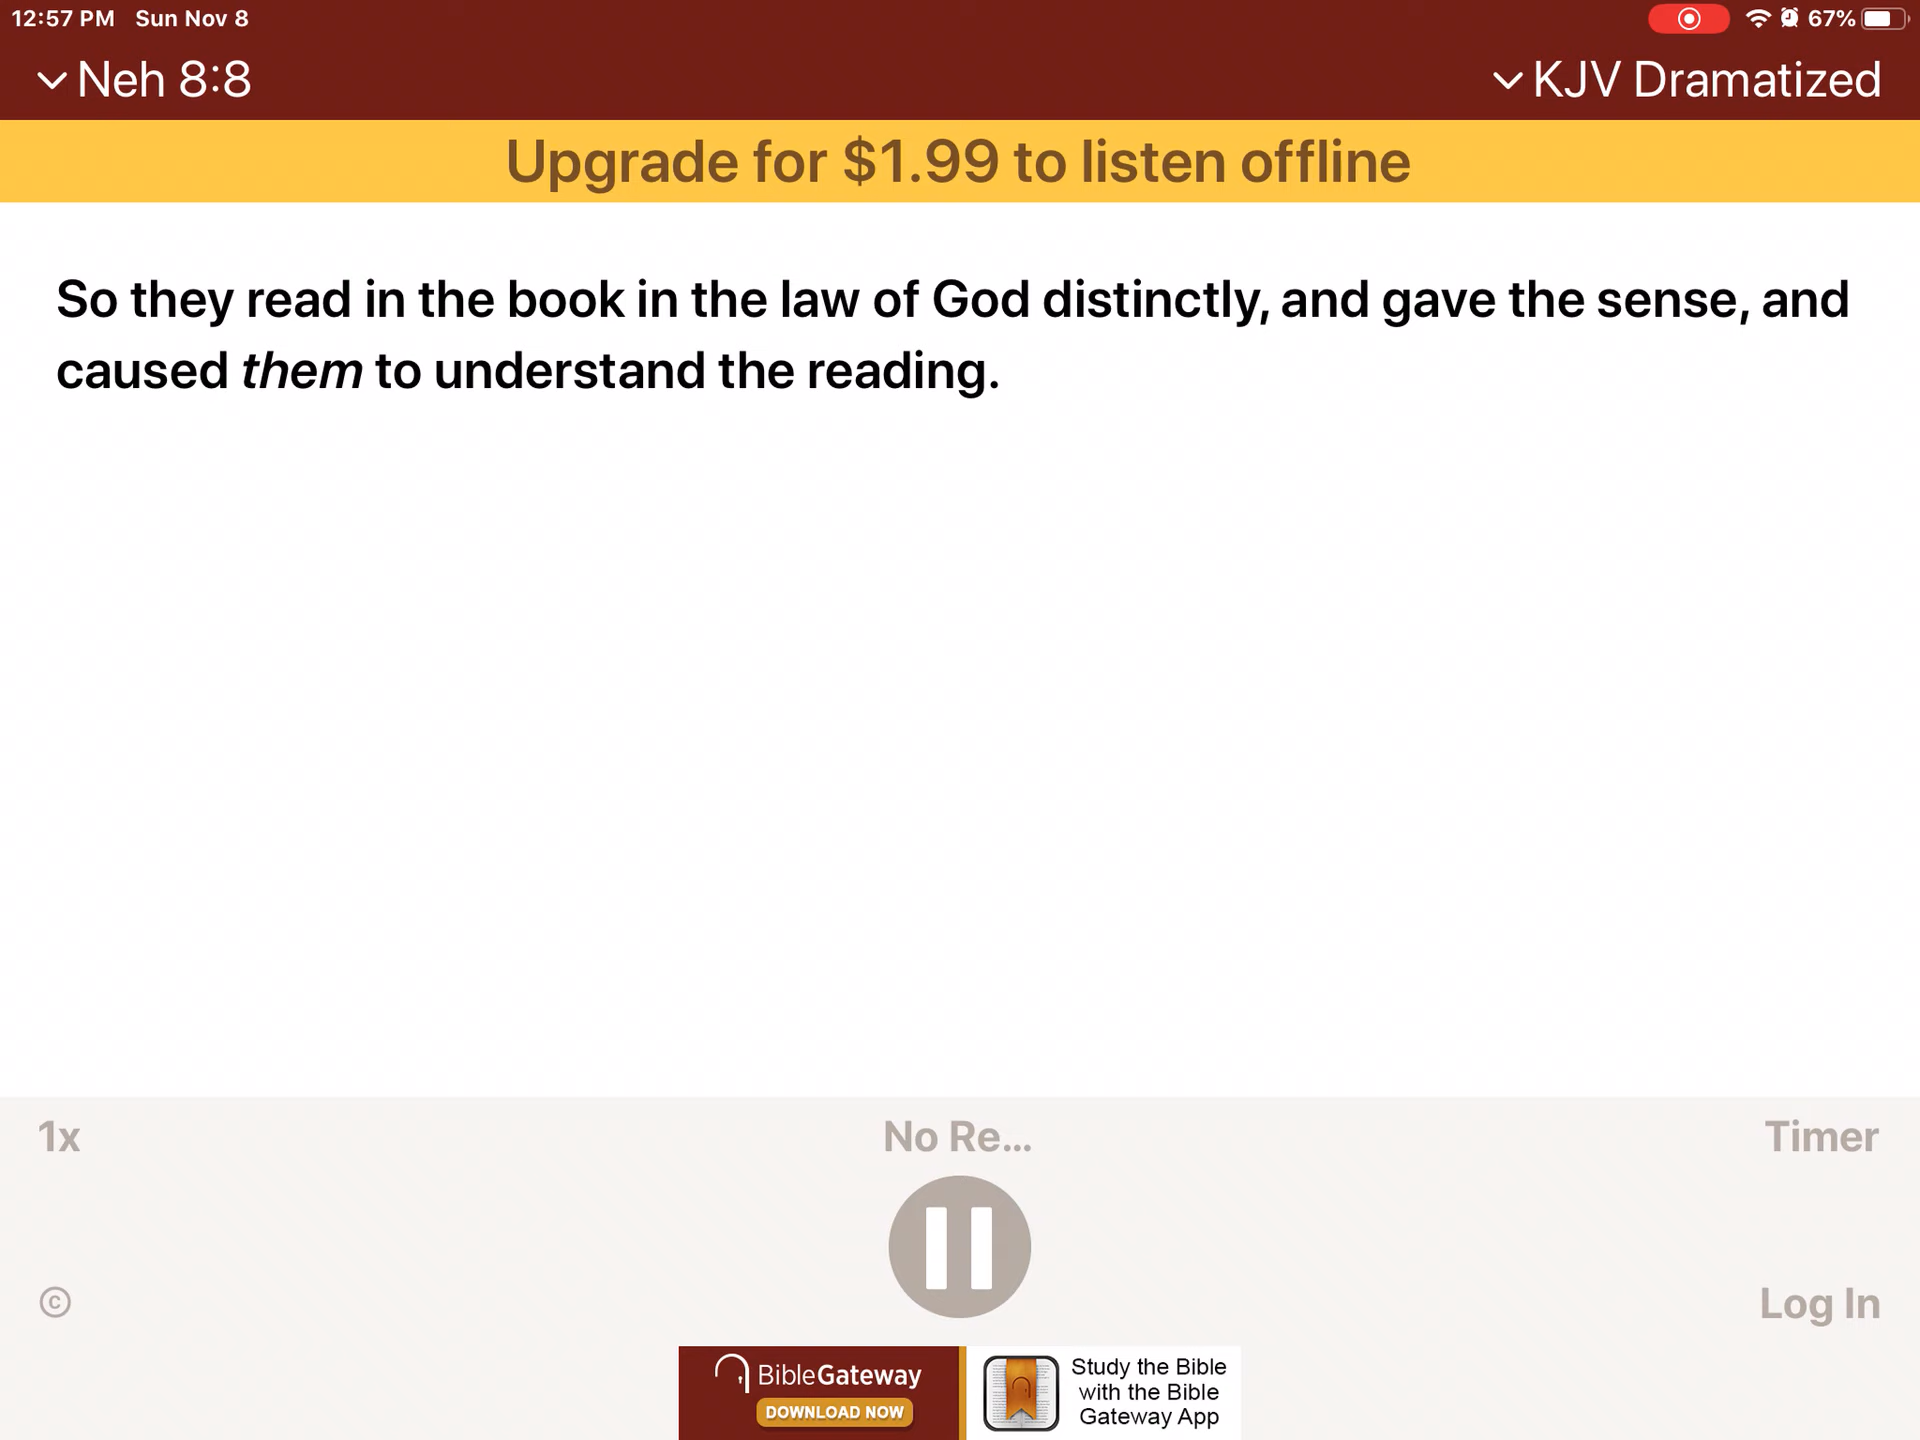 12:57 PM Sun Nov 8 67%
Neh 8:8 KJV Dramatized
Upgrade for $1.99 to listen offline
So they read in the book in the law of God distinctly, and gave the sense, and
caused them to understand the reading.
1x No Re... Timer
© Log In
BibleGateway
DOWNLOAD NOW
Study the Bible
with the Bible
Gateway App